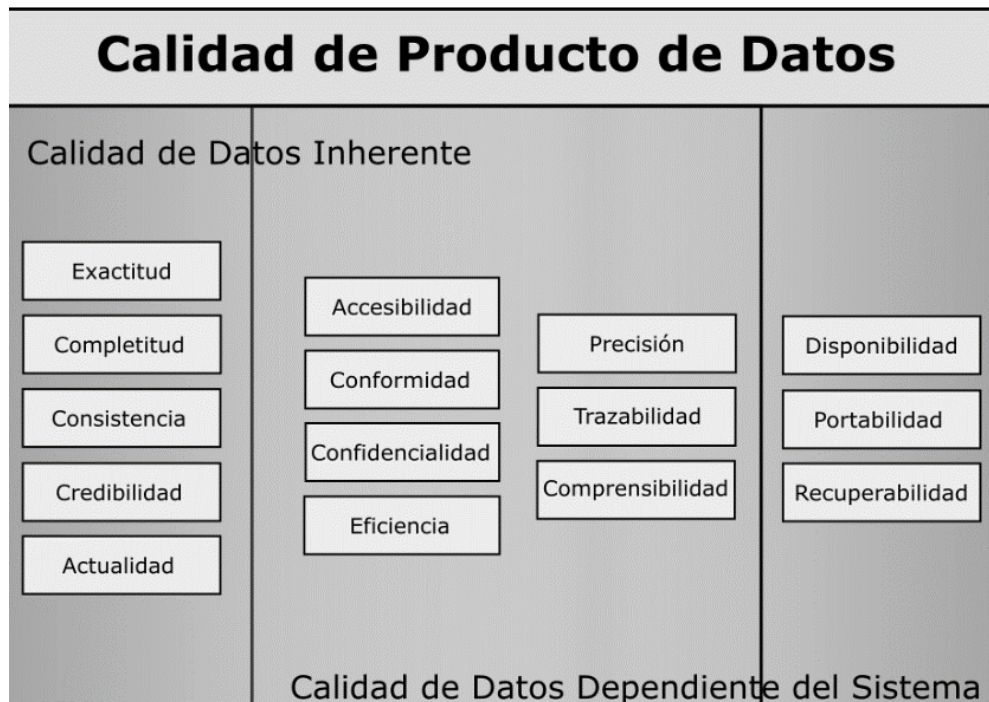 Calidad de Producto de Datos
Calidad de Datos Inherente
Exactitud
Completitud
Consistencia
Credibilidad
Actualidad
Accesibilidad
Conformidad
Confidencialidad
Eficiencia
Precisión
Trazabilidad
Comprensibilidad
Disponibilidad
Portabilidad
Recuperabilidad
Calidad de Datos Dependiente del Sistema